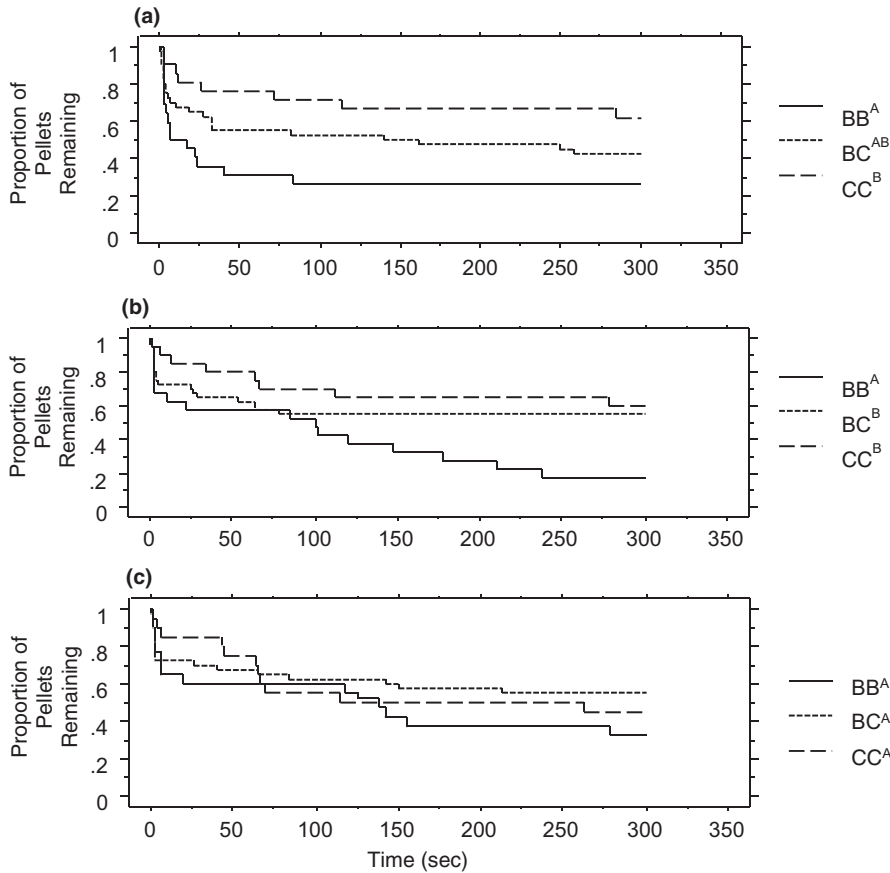 (a)
Proportion of
Pellets
Remaining
1
.8
.6
.4
.2
0
0 50 100 150 200 250 300 350
BB^A
BC^AB
CC^B
(b)
Proportion of
Pellets
Remaining
1
.8
.6
.4
.2
0
0 50 100 150 200 250 300 350
BB^A
BC^B
CC^B
(c)
Proportion of
Pellets
Remaining
1
.8
.6
.4
.2
0
0 50 100 150 200 250 300 350
Time (sec)
BB^A
BC^A
CC^A